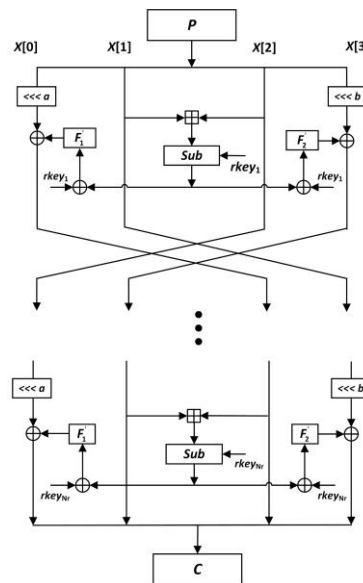 P
X[0] X[1] X[2] X[3]
<<< a <<< b
F₁ F₂
Sub
rkey₁ rkey₁ rkey₁
<<< a <<< b
F₁ F₂
Sub
rkeyNr rkeyNr rkeyNr
C